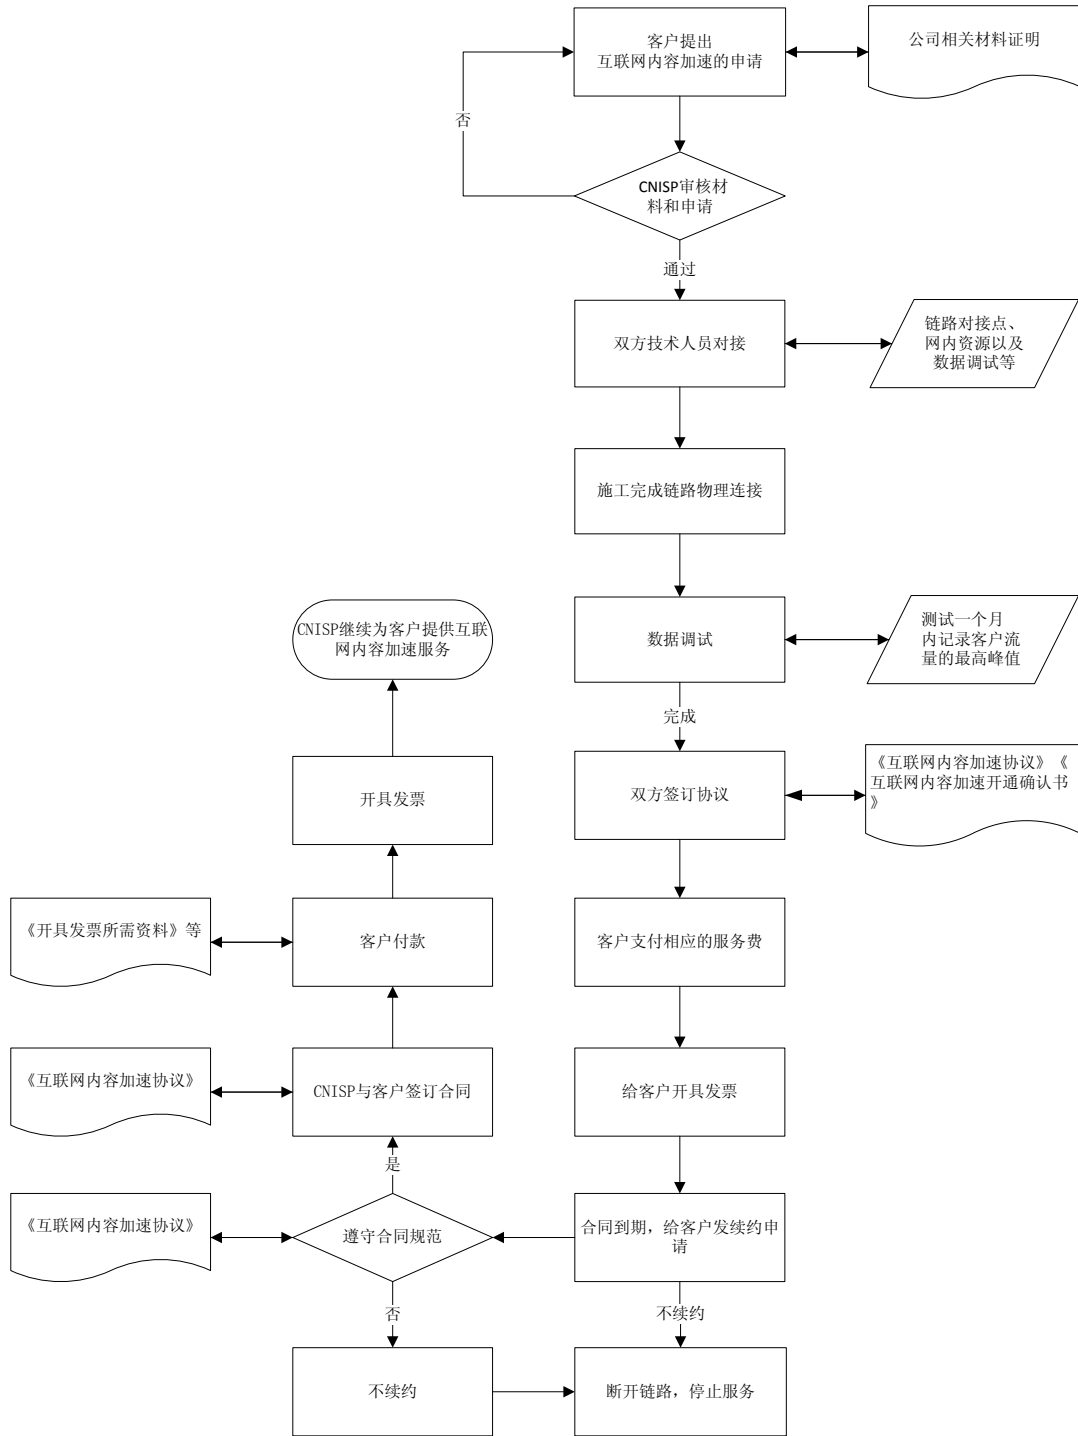 客户提出
互联网内容加速的申请
公司相关材料证明
否
CNISP审核材
料和申请
通过
双方技术人员对接
链路对接点、
网内资源以及
数据调试等
施工完成链路物理连接
CNISP继续为客户提供互联
网内容加速服务
数据调试
测试一个月
内记录客户流
量的最高峰值
完成
开具发票
双方签订协议
《互联网内容加速协议》《
互联网内容加速开通确认书
》
《开具发票所需资料》等
客户付款
客户支付相应的服务费
《互联网内容加速协议》
CNISP与客户签订合同
给客户开具发票
是
《互联网内容加速协议》
遵守合同规范
合同到期，给客户发续约申
请
否
不续约
不续约
断开链路，停止服务